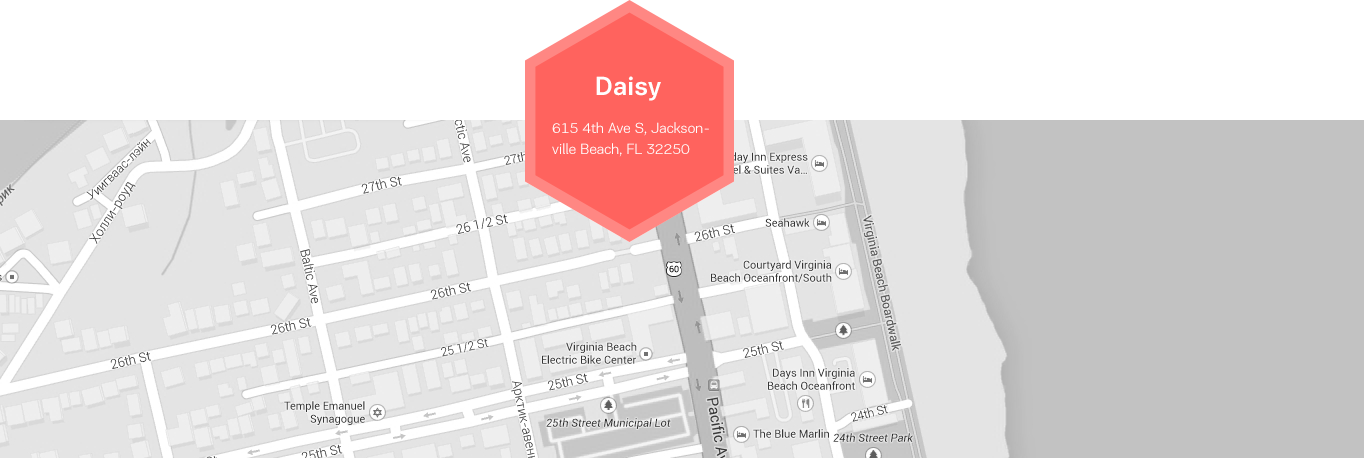 Daisy
615 4th Ave S, Jackson-
ville Beach, FL 32250
ctic Ave
27th
27th St
day Inn Express
el & Suites Va...
Уиигваас-лэйн
Холли-роуд
рик
26 1/2 St
26th St
Seahawk
Virginia Beach Boardwalk
Baltic Ave
60
Courtyard Virginia
Beach Oceanfront/South
s
26th St
26th St
26th St
25 1/2 St
Virginia Beach
Electric Bike Center
25th St
25th St
Days Inn Virginia
Beach Oceanfront
Temple Emanuel
Synagogue
Арктик-авен
25th Street Municipal Lot
Pacific Av
24th St
The Blue Marlin
24th Street Park
25th St